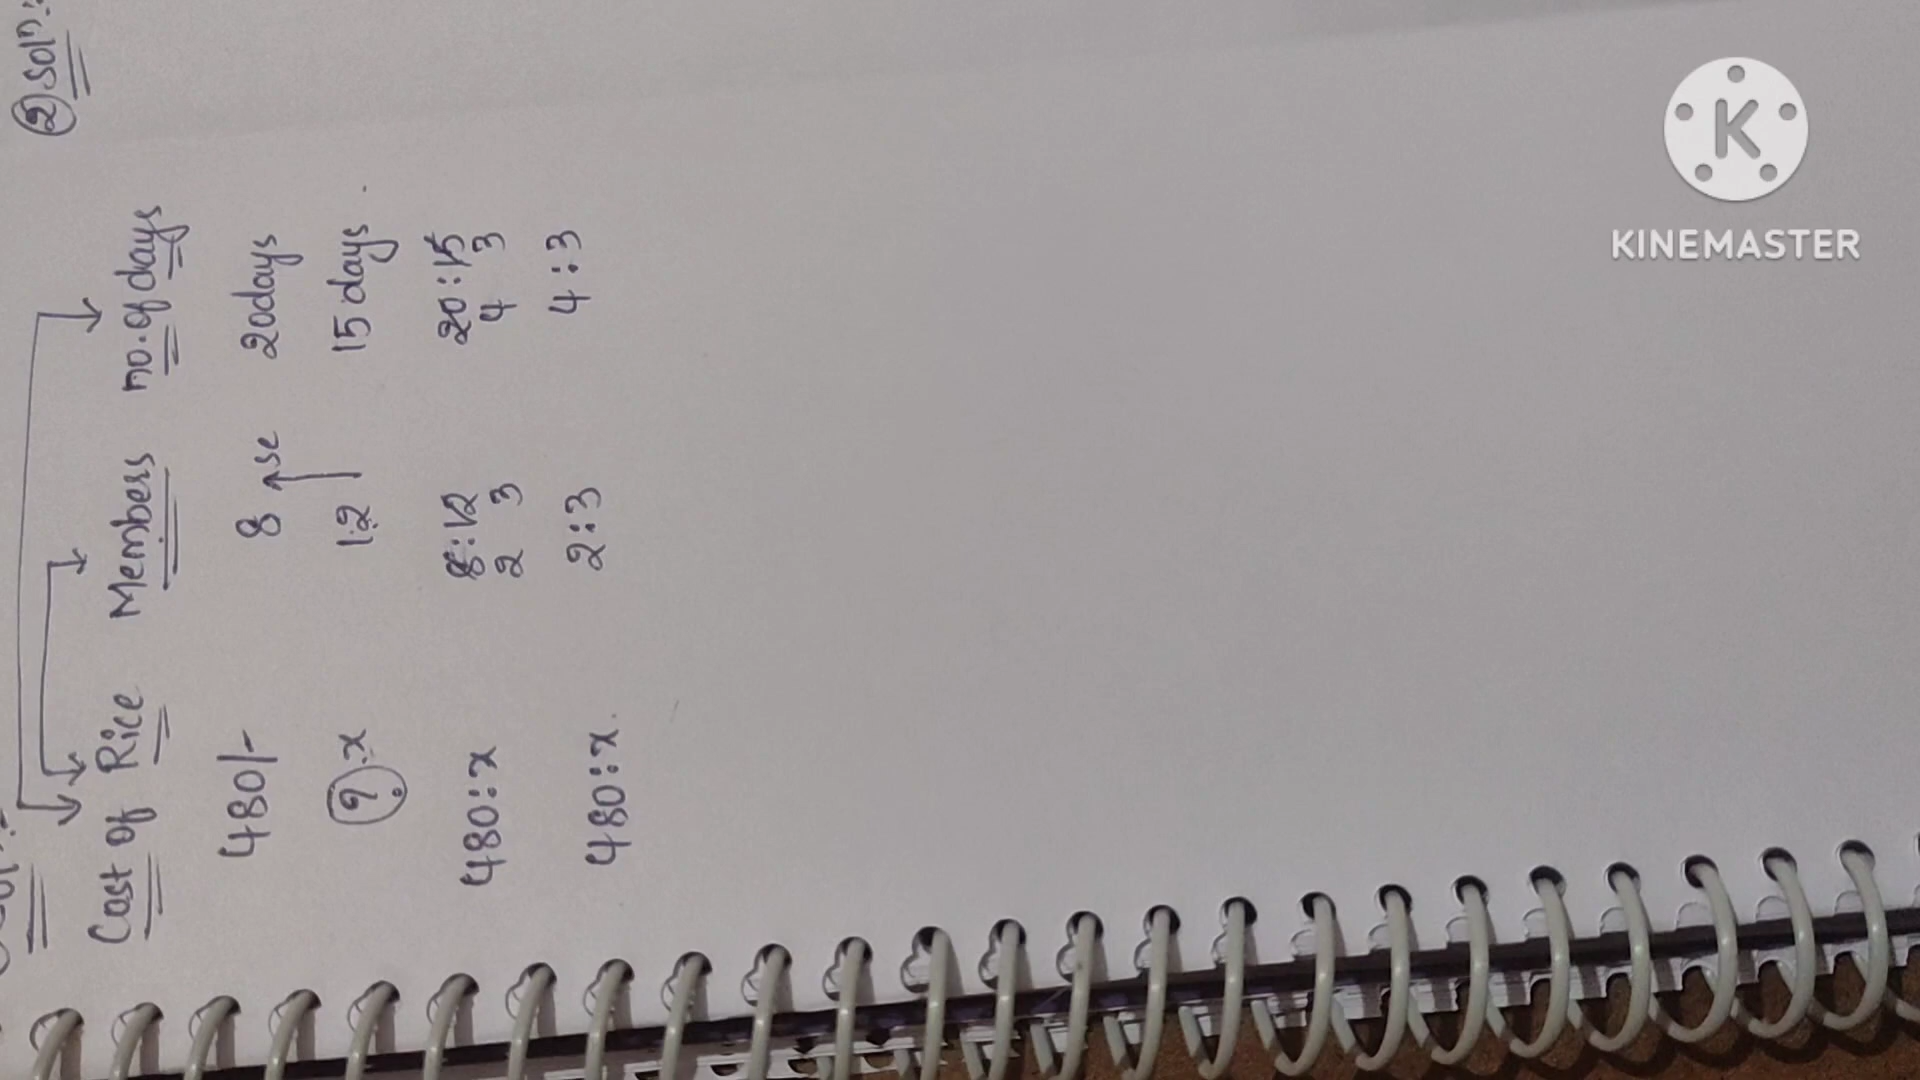 Cost of Rice Members no. of days
480/- 8 ↑se 20days
? x 12 15 days
480:x 8:12 20:15
2 3 4 3
480:x 2:3 4:3
② Soln:
K
KINEMASTER